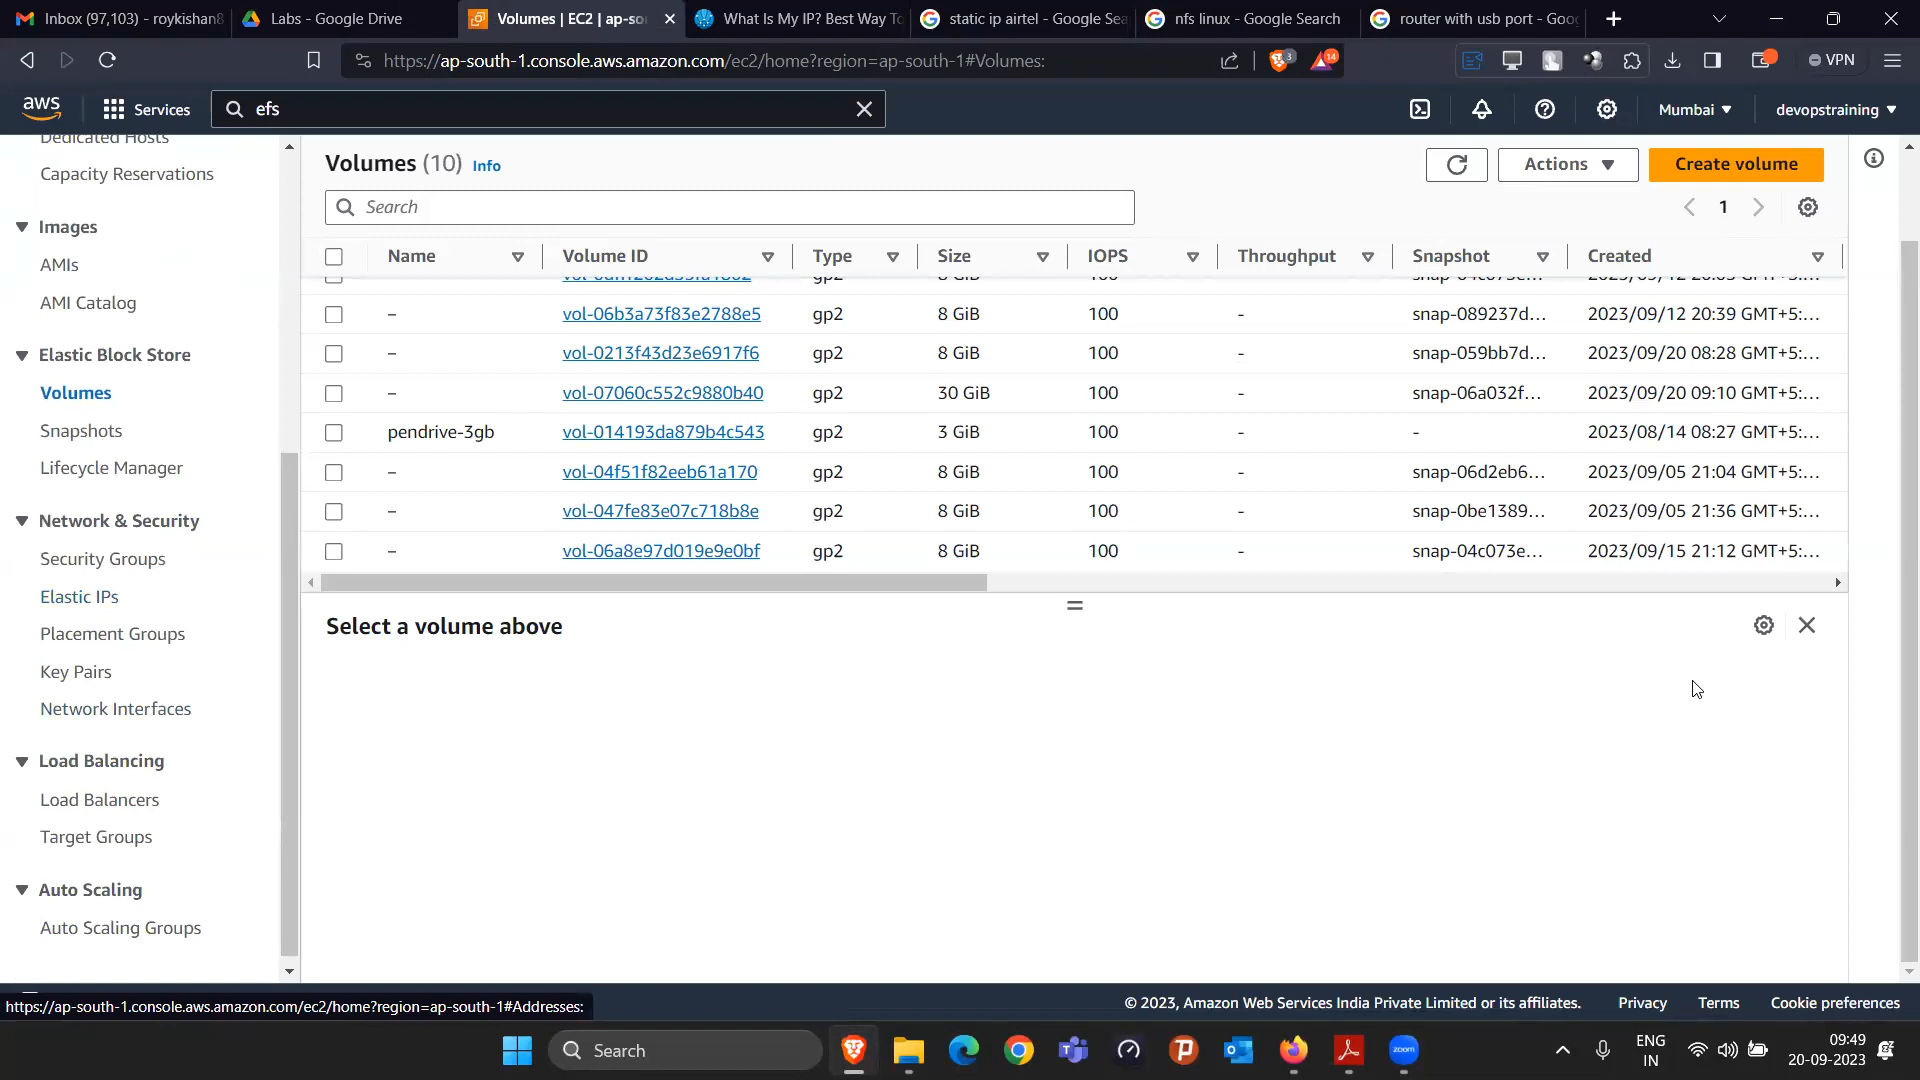 Inbox (97,103) - roykishan8
Labs - Google Drive
Volumes | EC2 | ap-so
What Is My IP? Best Way To
static ip airtel - Google Sea
nfs linux - Google Search
router with usb port - Goog
https://ap-south-1.console.aws.amazon.com/ec2/home?region=ap-south-1#Volumes:
3
14
VPN
aws
Services
efs
Mumbai
devopstraining
Dedicated Hosts
Capacity Reservations
Images
AMIs
AMI Catalog
Elastic Block Store
Volumes
Snapshots
Lifecycle Manager
Network & Security
Security Groups
Elastic IPs
Placement Groups
Key Pairs
Network Interfaces
Load Balancing
Load Balancers
Target Groups
Auto Scaling
Auto Scaling Groups
Volumes (10) Info
Actions
Create volume
Search
1
Name Volume ID Type Size IOPS Throughput Snapshot Created
– vol-06b3a73f83e2788e5 gp2 8 GiB 100 - snap-089237d... 2023/09/12 20:39 GMT+5:...
– vol-0213f43d23e6917f6 gp2 8 GiB 100 - snap-059bb7d... 2023/09/20 08:28 GMT+5:...
– vol-07060c552c9880b40 gp2 30 GiB 100 - snap-06a032f... 2023/09/20 09:10 GMT+5:...
pendrive-3gb vol-014193da879b4c543 gp2 3 GiB 100 - - 2023/08/14 08:27 GMT+5:...
– vol-04f51f82eeb61a170 gp2 8 GiB 100 - snap-06d2eb6... 2023/09/05 21:04 GMT+5:...
– vol-047fe83e07c718b8e gp2 8 GiB 100 - snap-0be1389... 2023/09/05 21:36 GMT+5:...
– vol-06a8e97d019e9e0bf gp2 8 GiB 100 - snap-04c073e... 2023/09/15 21:12 GMT+5:...
Select a volume above
https://ap-south-1.console.aws.amazon.com/ec2/home?region=ap-south-1#Addresses:
© 2023, Amazon Web Services India Private Limited or its affiliates.
Privacy
Terms
Cookie preferences
Search
zoom
ENG
IN
09:49
20-09-2023